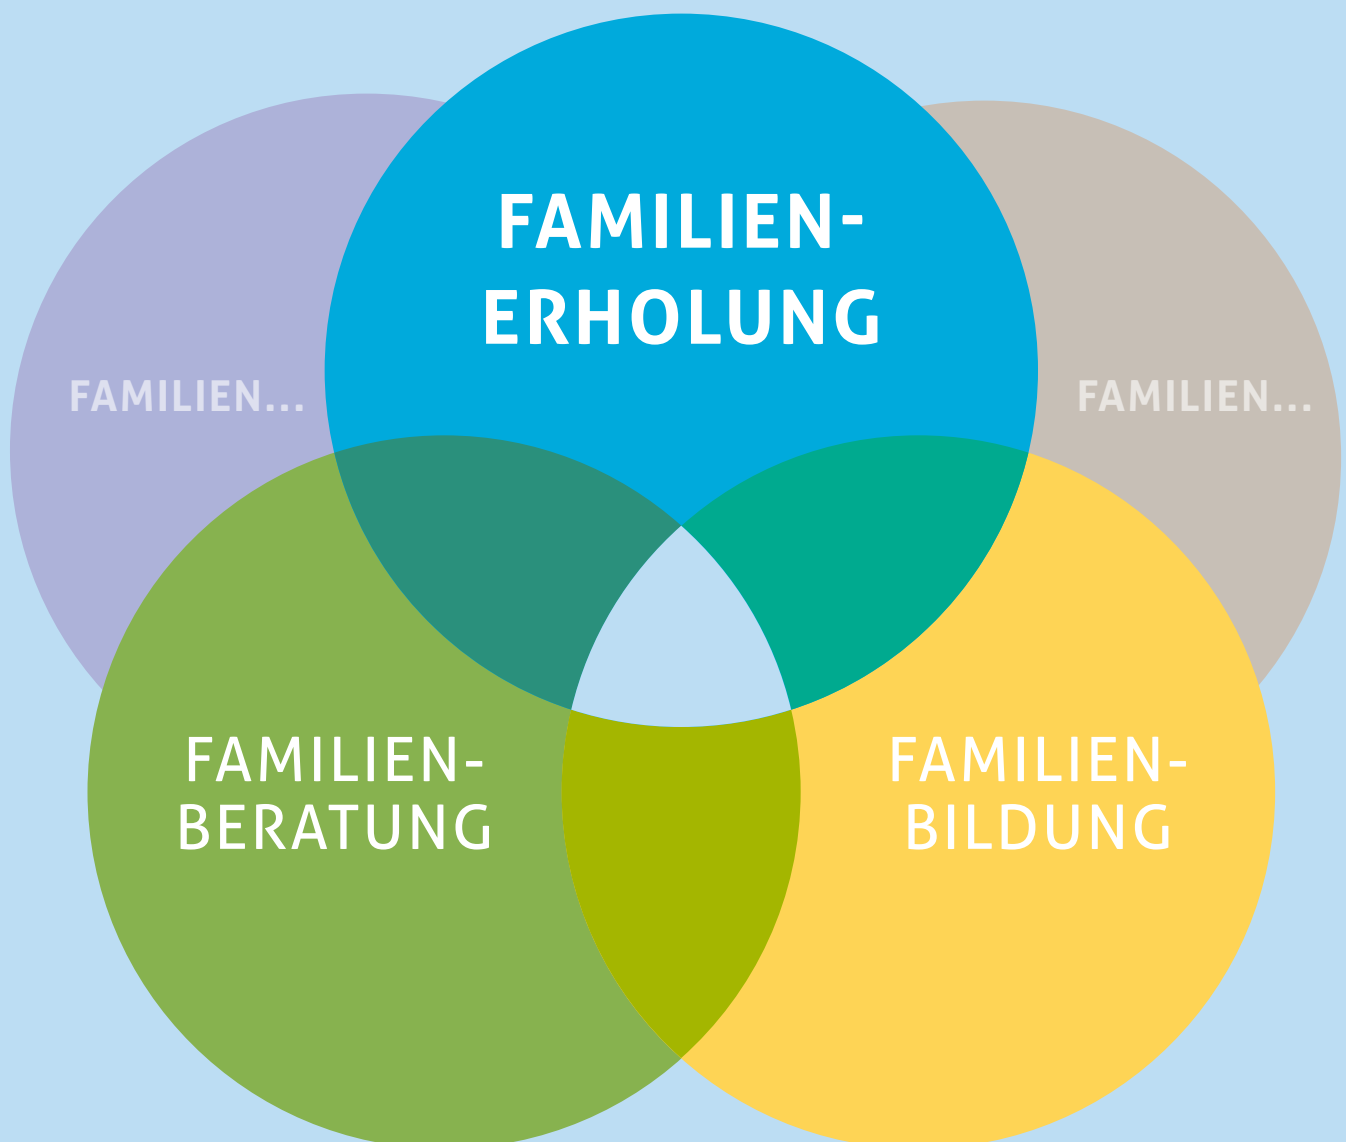 FAMILIEN-
ERHOLUNG
FAMILIEN...
FAMILIEN...
FAMILIEN-
BERATUNG
FAMILIEN-
BILDUNG